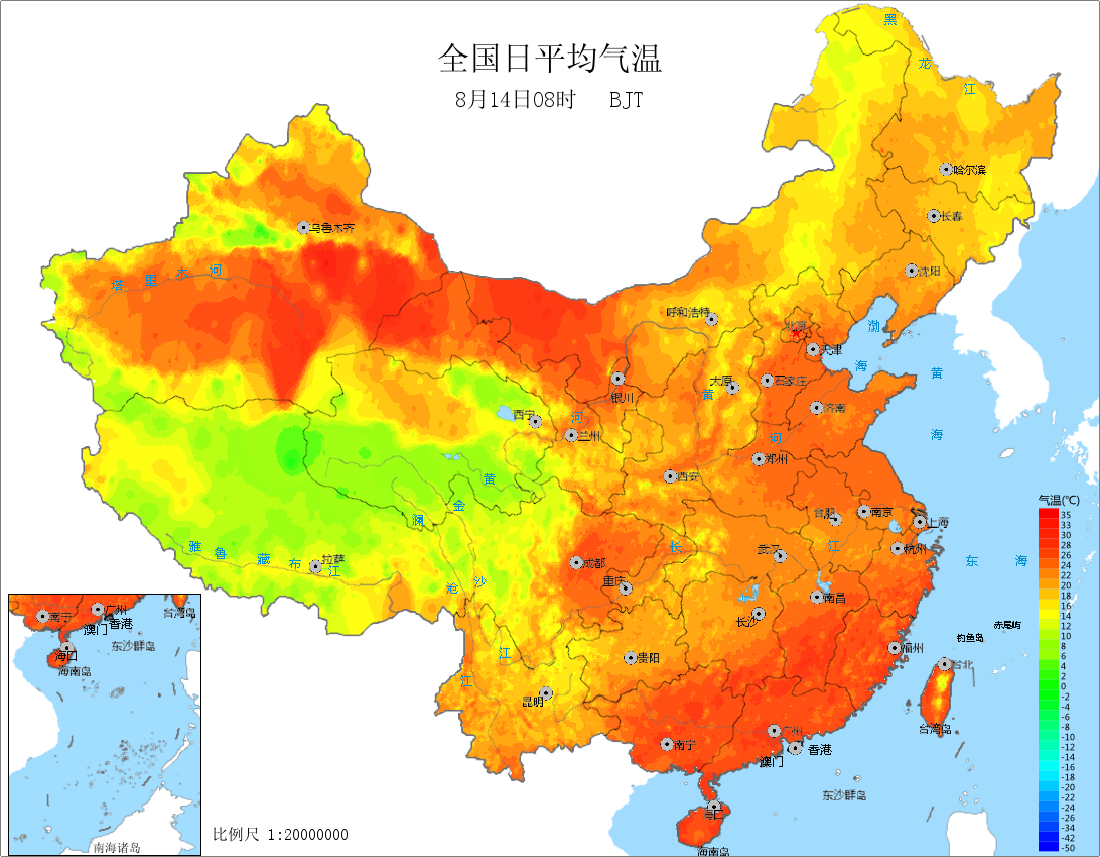 全国日平均气温
8月14日08时 BJT
黑
龙
江
哈尔滨
长春
沈阳
乌鲁木齐
塔 里 木 河
呼和浩特
北京
天津
渤
海
黄
海
银川
太原
石家庄
黄
济南
西宁
河
兰州
河
郑州
西安
黄
金
澜
合肥
南京
上海
气温(℃)
35
33
30
28
26
24
22
20
18
16
14
12
10
8
6
4
2
0
-2
-4
-6
-8
-10
-12
-14
-16
-18
-20
-22
-24
-26
-34
-42
-50
雅 鲁 藏 布 江
拉萨
成都
长
武汉
江
杭州
东 海
重庆
沧
沙
南昌
长沙
赤尾屿
钓鱼岛
江
贵阳
福州
台北
江
昆明
台湾岛
南宁
广州
香港
澳门
东沙群岛
海口
海南岛
南宁
广州
台湾岛
香港
澳门
东沙群岛
海口
海南岛
南海诸岛
比例尺 1:20000000